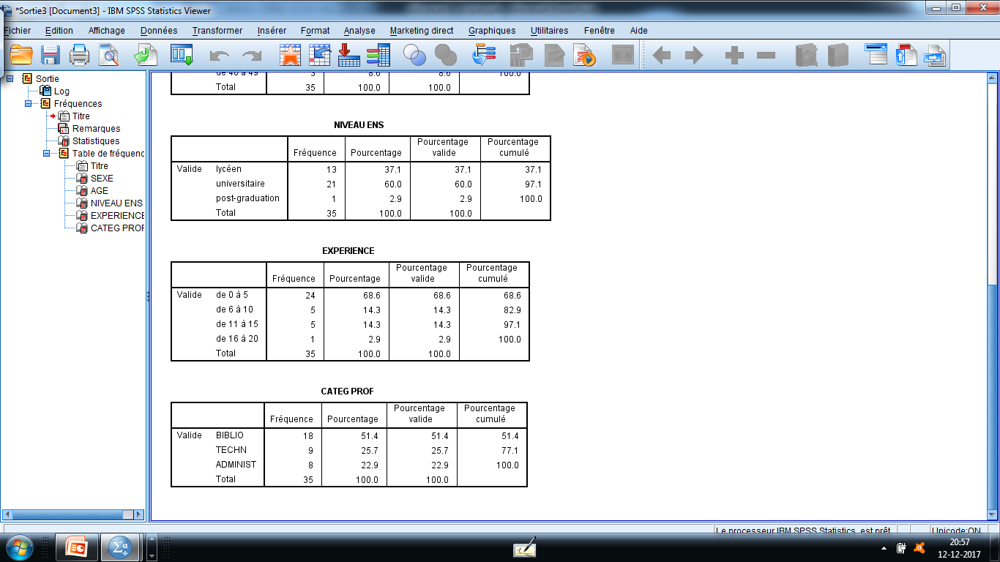 *Sortie3 [Document3] - IBM SPSS Statistics Viewer
Fichier Edition Affichage Données Transformer Insérer Format Analyse Marketing direct Graphiques Utilitaires Fenêtre Aide
Sortie
Log
Fréquences
Titre
Remarques
Statistiques
Table de fréquenc
Titre
SEXE
AGE
NIVEAU ENS
EXPERIENCE
CATEG PROF
de 40 à 49 3 8.6 8.6 100.0
Total 35 100.0 100.0
NIVEAU ENS
Fréquence Pourcentage Pourcentage valide Pourcentage cumulé
Valide lycéen 13 37.1 37.1 37.1
universitaire 21 60.0 60.0 97.1
post-graduation 1 2.9 2.9 100.0
Total 35 100.0 100.0
EXPERIENCE
Fréquence Pourcentage Pourcentage valide Pourcentage cumulé
Valide de 0 à 5 24 68.6 68.6 68.6
de 6 à 10 5 14.3 14.3 82.9
de 11 à 15 5 14.3 14.3 97.1
de 16 à 20 1 2.9 2.9 100.0
Total 35 100.0 100.0
CATEG PROF
Fréquence Pourcentage Pourcentage valide Pourcentage cumulé
Valide BIBLIO 18 51.4 51.4 51.4
TECHN 9 25.7 25.7 77.1
ADMINIST 8 22.9 22.9 100.0
Total 35 100.0 100.0
Le processeur IBM SPSS Statistics est prêt Unicode:ON
20:57
12-12-2017